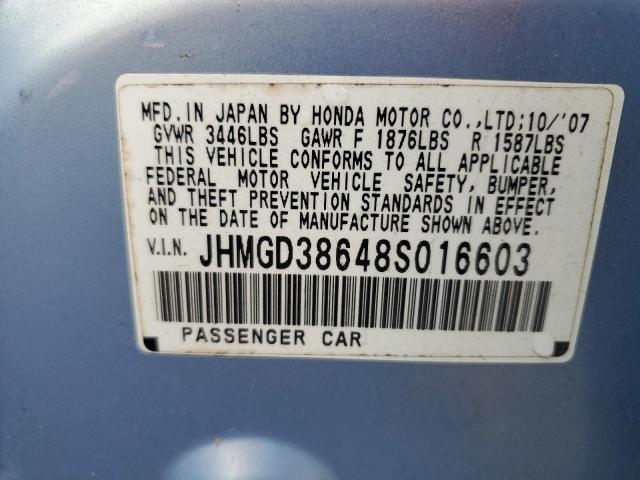 MFD. IN JAPAN BY HONDA MOTOR CO., LTD; 10/'07
GVWR 3446LBS GAWR F 1876LBS R 1587LBS
THIS VEHICLE CONFORMS TO ALL APPLICABLE
FEDERAL MOTOR VEHICLE SAFETY, BUMPER,
AND THEFT PREVENTION STANDARDS IN EFFECT
ON THE DATE OF MANUFACTURE SHOWN ABOVE.
V.I.N. JHMGD38648S016603
PASSENGER CAR